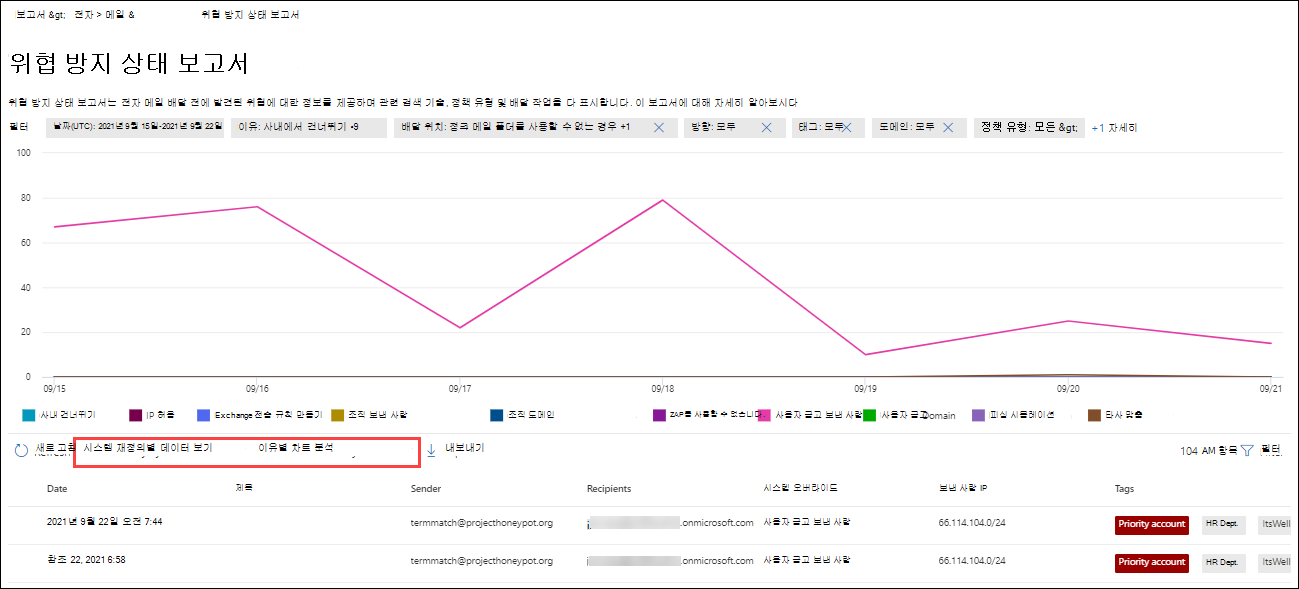 보고서 &gt; 전자 > 메일 & 위협 방지 상태 보고서
위협 방지 상태 보고서
위협 방지 상태 보고서는 전자 메일 배달 전에 발견된 위협에 대한 정보를 제공하며 관련 검색 기술, 정책 유형 및 배달 작업을 다 표시합니다. 이 보고서에 대해 자세히 알아보시다
필터 날짜(UTC): 2021년 9월 15일-2021년 9월 22일 이유: 사내에서 건너뛰기 +9 배달 위치: 정크 메일 폴더를 사용할 수 없는 경우 +1 방향: 모두 태그: 모두 도메인: 모두 정책 유형: 모든 &gt; +1 자세히
100
80
60
40
20
0
09/15 09/16 09/17 09/18 09/19 09/20 09/21
사내 건너뛰기 IP 허용 Exchange 전송 규칙 만들기 조직 보낸 사람 조직 도메인 ZAP를 사용할 수 없습니다. 사용자 금고 보낸 사람 사용자 금고 Domain 피싱 시뮬레이션 타사 맞춤
새로 고침 시스템 재정의별 데이터 보기 이유별 차트 분석 내보내기 104 AM 항목 필터
Date 제목 Sender Recipients 시스템 오버라이드 보낸 사람 IP Tags
2021년 9월 22일 오전 7:44 termmatch@projecthoneypot.org .onmicrosoft.com 사용자 금고 보낸 사람 66.114.104.0/24 Priority account HR Dept. ItsWell
참조 22, 2021 6:58 termmatch@projecthoneypot.org .onmicrosoft.com 사용자 금고 보낸 사람 66.114.104.0/24 Priority account HR Dept. ItsWell